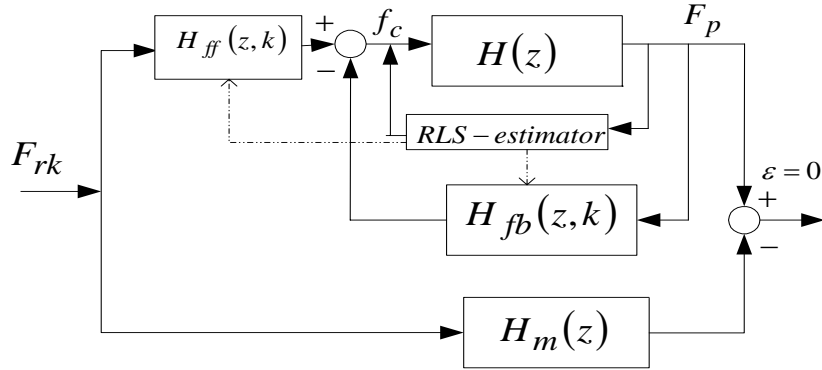 H_ff (z, k)
+
−
f_c
H(z)
F_p
RLS − estimator
F_rk
ε = 0
+
−
H_fb (z, k)
H_m (z)